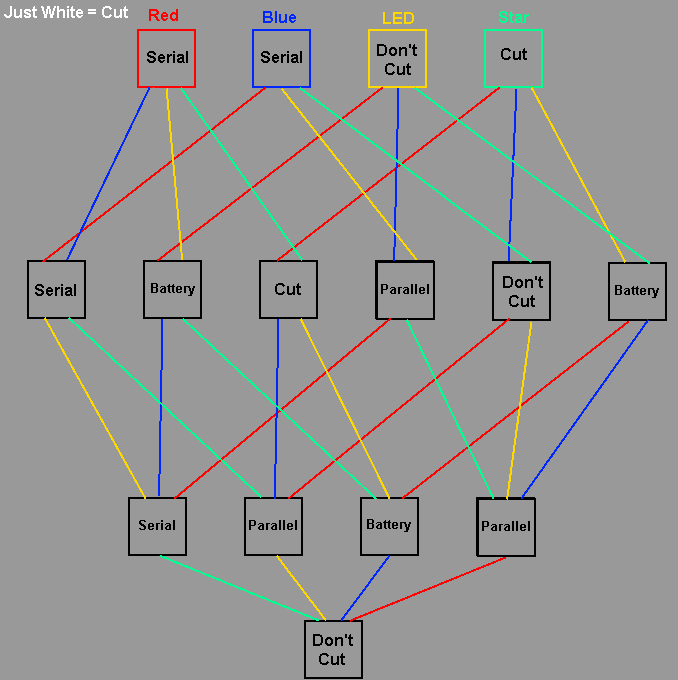 Just White = Cut
Red
Blue
LED
Star
Serial
Serial
Don't
Cut
Cut
Serial
Battery
Cut
Parallel
Don't
Cut
Battery
Serial
Parallel
Battery
Parallel
Don't
Cut